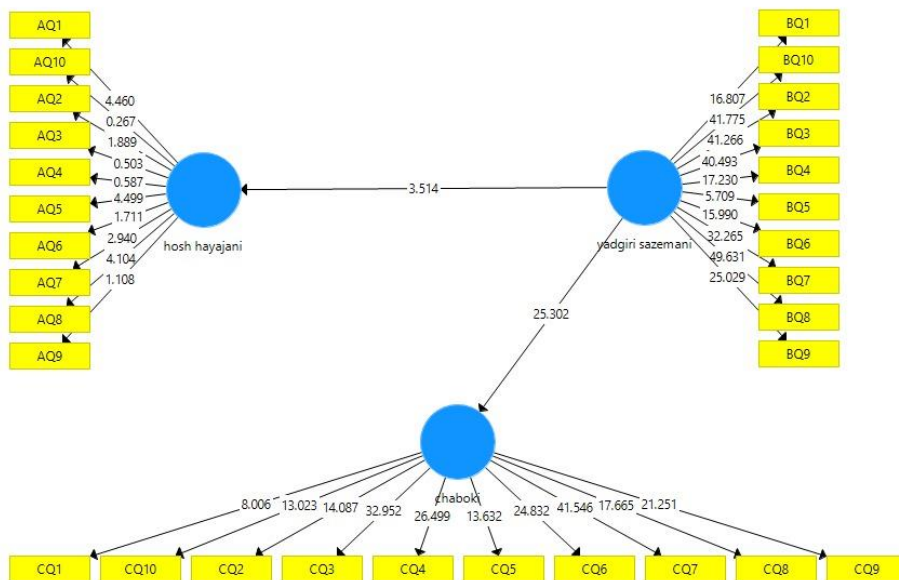 AQ1
AQ10
AQ2
AQ3
AQ4
AQ5
AQ6
AQ7
AQ8
AQ9
4.460
0.267
1.889
0.503
0.587
4.499
1.711
2.940
4.104
1.108
hosh hayajani
3.514
yadgiri sazemani
16.807
41.775
41.266
40.493
17.230
5.709
15.990
32.265
49.631
25.029
BQ1
BQ10
BQ2
BQ3
BQ4
BQ5
BQ6
BQ7
BQ8
BQ9
25.302
chaboki
8.006
13.023
14.087
32.952
26.499
13.632
24.832
41.546
17.665
21.251
CQ1
CQ10
CQ2
CQ3
CQ4
CQ5
CQ6
CQ7
CQ8
CQ9